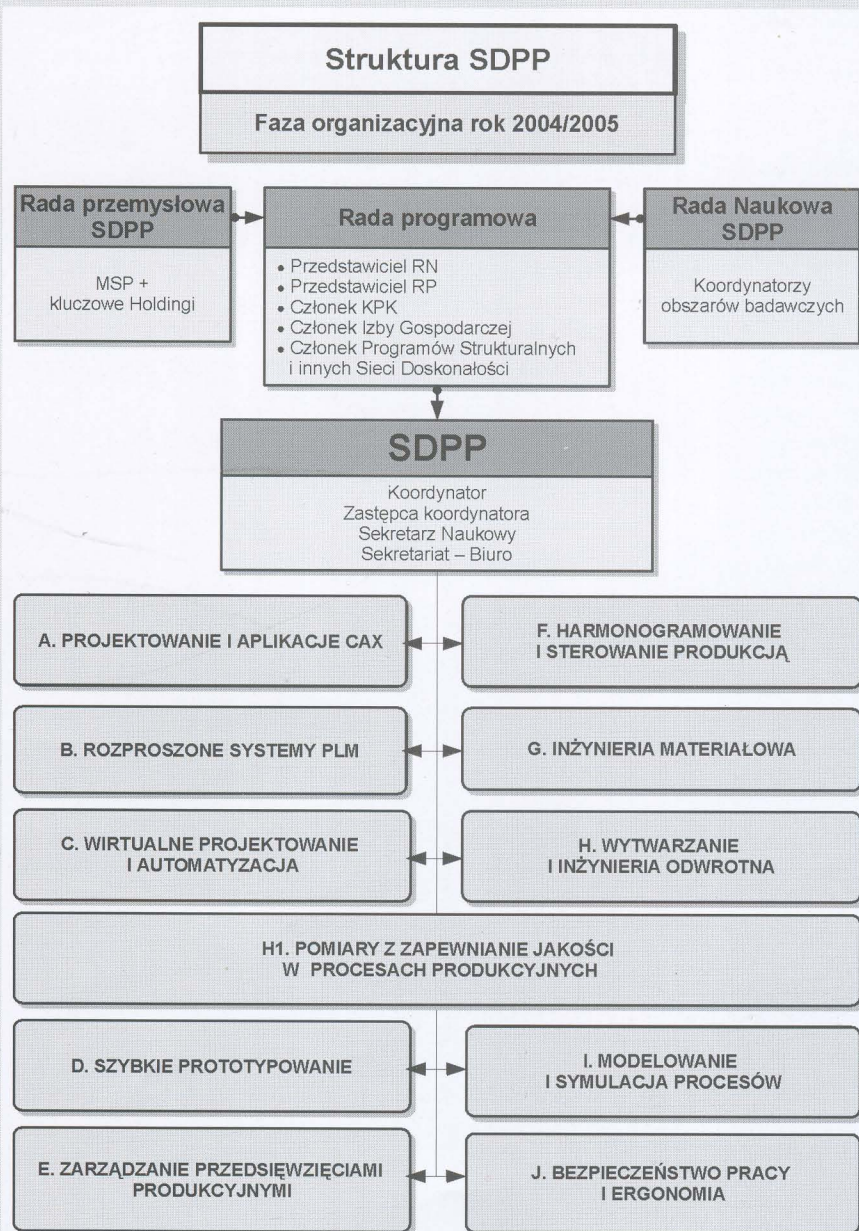 Struktura SDPP
Faza organizacyjna rok 2004/2005
Rada przemysłowa
SDPP
MSP +
kluczowe Holdingi
Rada programowa
• Przedstawiciel RN
• Przedstawiciel RP
• Członek KPK
• Członek Izby Gospodarczej
• Członek Programów Strukturalnych
i innych Sieci Doskonałości
Rada Naukowa
SDPP
Koordynatorzy
obszarów badawczych
SDPP
Koordynator
Zastępca koordynatora
Sekretarz Naukowy
Sekretariat – Biuro
A. PROJEKTOWANIE I APLIKACJE CAX
F. HARMONOGRAMOWANIE
I STEROWANIE PRODUKCJĄ
B. ROZPROSZONE SYSTEMY PLM
G. INŻYNIERIA MATERIAŁOWA
C. WIRTUALNE PROJEKTOWANIE
I AUTOMATYZACJA
H. WYTWARZANIE
I INŻYNIERIA ODWROTNA
H1. POMIARY Z ZAPEWNIANIE JAKOŚCI
W PROCESACH PRODUKCYJNYCH
D. SZYBKIE PROTOTYPOWANIE
I. MODELOWANIE
I SYMULACJA PROCESÓW
E. ZARZĄDZANIE PRZEDSIĘWZIĘCIAMI
PRODUKCYJNYMI
J. BEZPIECZEŃSTWO PRACY
I ERGONOMIA